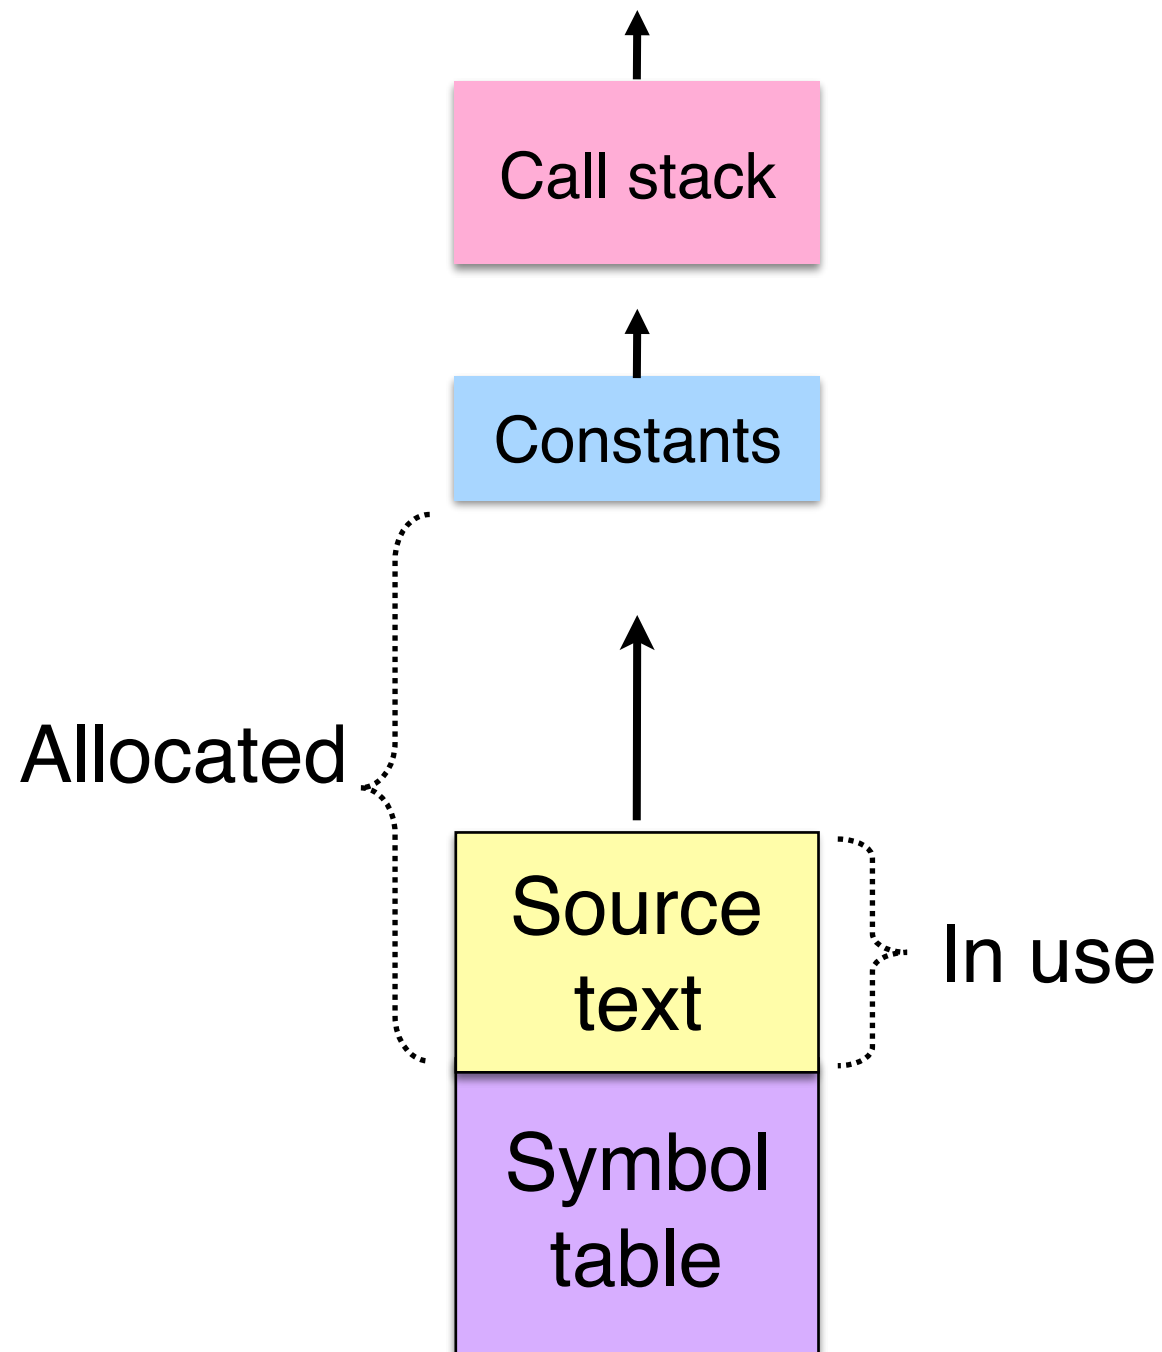 Call stack
Constants
Allocated
Source
text
In use
Symbol
table